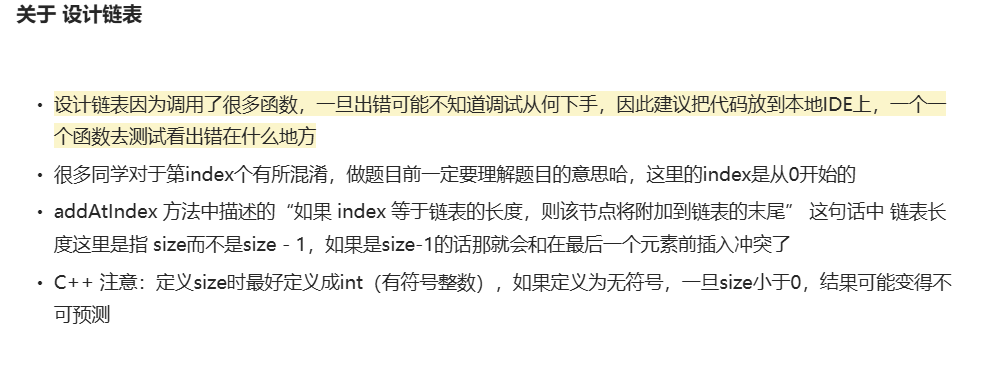 关于 设计链表
• 设计链表因为调用了很多函数，一旦出错可能不知道调试从何下手，因此建议把代码放到本地IDE上，一个一
个函数去测试看出错在什么地方
• 很多同学对于第index个有所混淆，做题目前一定要理解题目的意思哈，这里的index是从0开始的
• addAtIndex 方法中描述的“如果 index 等于链表的长度，则该节点将附加到链表的末尾” 这句话中 链表长
度这里是指 size而不是size - 1，如果是size-1的话那就会和在最后一个元素前插入冲突了
• C++ 注意：定义size时最好定义成int（有符号整数），如果定义为无符号，一旦size小于0，结果可能变得不
可预测